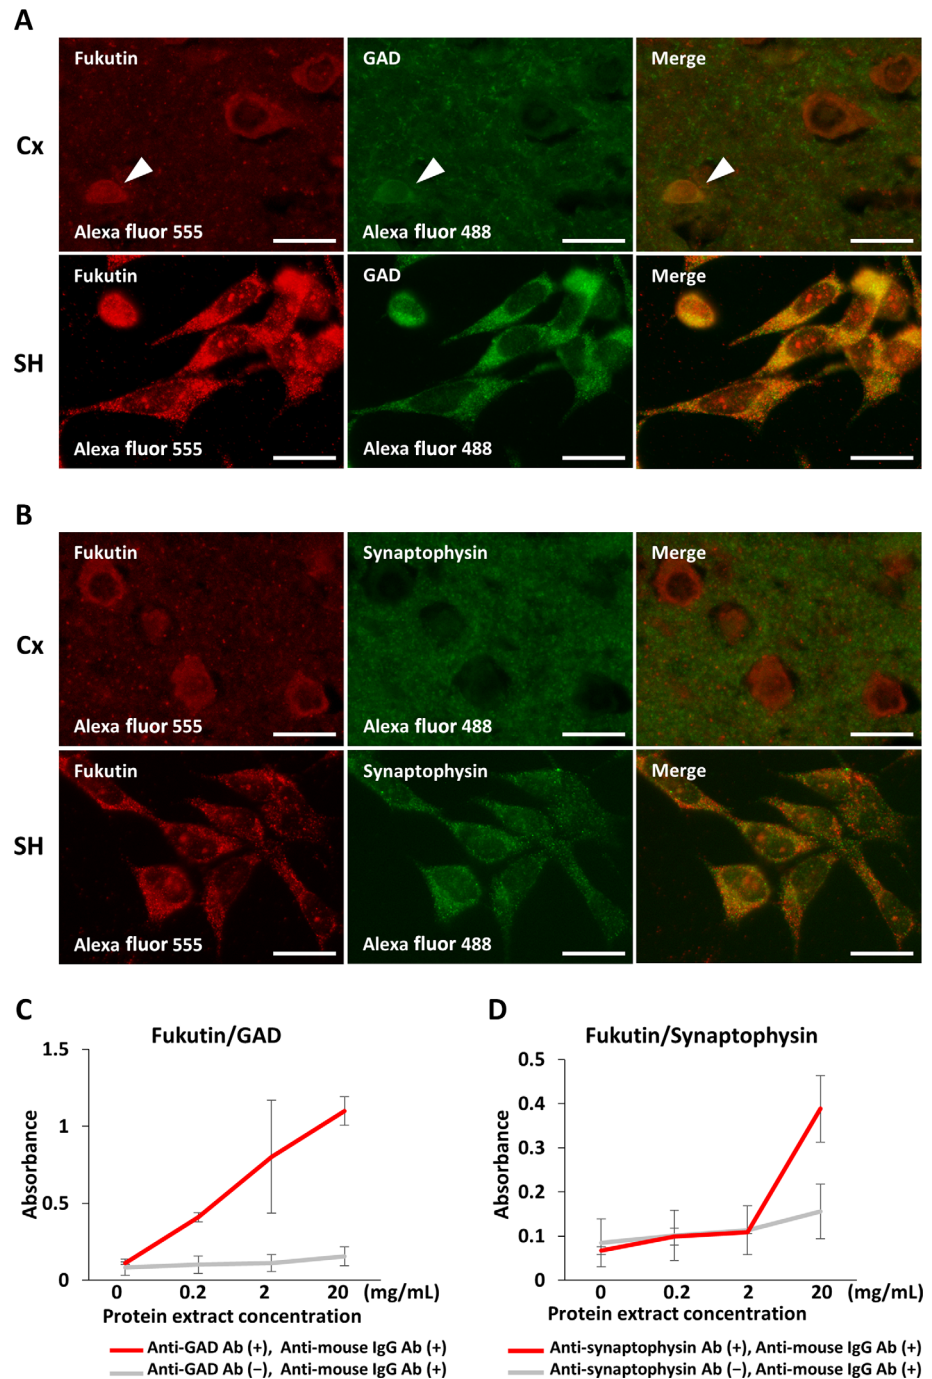 A
Cx
Fukutin
GAD
Merge
Alexa fluor 555
Alexa fluor 488
SH
Fukutin
GAD
Merge
Alexa fluor 555
Alexa fluor 488
B
Cx
Fukutin
Synaptophysin
Merge
Alexa fluor 555
Alexa fluor 488
SH
Fukutin
Synaptophysin
Merge
Alexa fluor 555
Alexa fluor 488
C
Fukutin/GAD
Absorbance
1.5
1
0.5
0
0 0.2 2 20 (mg/mL)
Protein extract concentration
Anti-GAD Ab (+), Anti-mouse IgG Ab (+)
Anti-GAD Ab (−), Anti-mouse IgG Ab (+)
D
Fukutin/Synaptophysin
Absorbance
0.5
0.4
0.3
0.2
0.1
0
0 0.2 2 20 (mg/mL)
Protein extract concentration
Anti-synaptophysin Ab (+), Anti-mouse IgG Ab (+)
Anti-synaptophysin Ab (−), Anti-mouse IgG Ab (+)